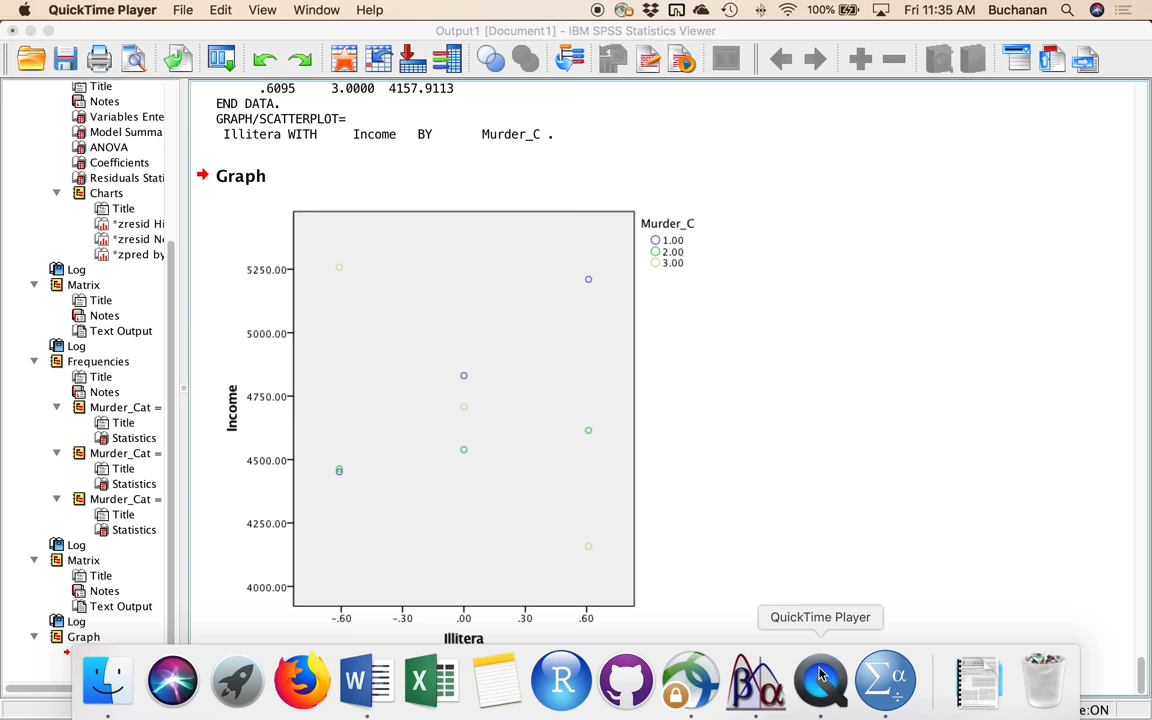 QuickTime Player File Edit View Window Help 100% Fri 11:35 AM Buchanan
Output1 [Document1] - IBM SPSS Statistics Viewer
Title
Notes
Variables Ente
Model Summa
ANOVA
Coefficients
Residuals Stati
Charts
Title
*zresid Hi
*zresid No
*zpred by
Log
Matrix
Title
Notes
Text Output
Log
Frequencies
Title
Notes
Murder_Cat =
Title
Statistics
Murder_Cat =
Title
Statistics
Murder_Cat =
Title
Statistics
Log
Matrix
Title
Notes
Text Output
Log
Graph
.6095 3.0000 4157.9113
END DATA.
GRAPH/SCATTERPLOT=
Illitera WITH Income BY Murder_C .
Graph
Murder_C
1.00
2.00
3.00
Income
5250.00
5000.00
4750.00
4500.00
4250.00
4000.00
-.60 -.30 .00 .30 .60
Illitera
QuickTime Player
W X R β α Σ α ÷
e:ON